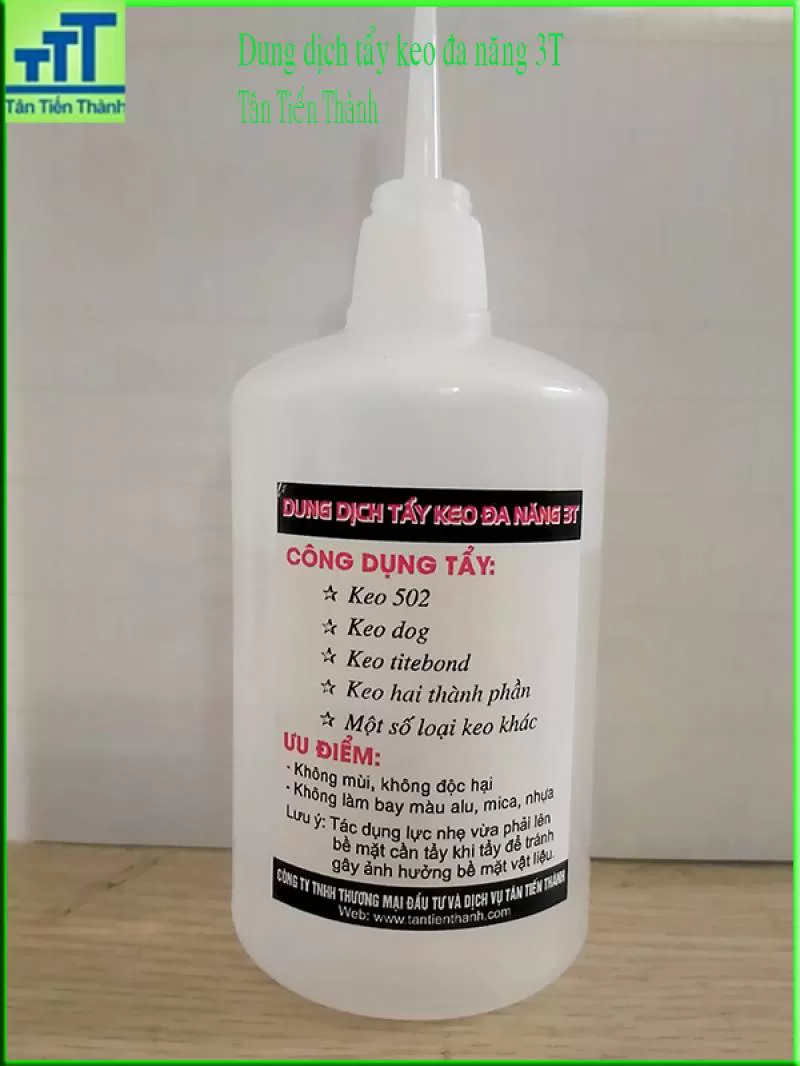 TTT
Tân Tiến Thành
Dung dịch tẩy keo đa năng 3T
Tân Tiến Thành
DUNG DỊCH TẨY KEO ĐA NĂNG 3T
CÔNG DỤNG TẨY:
☆ Keo 502
☆ Keo dog
☆ Keo titebond
☆ Keo hai thành phần
☆ Một số loại keo khác
ƯU ĐIỂM:
- Không mùi, không độc hại
- Không làm bay màu alu, mica, nhựa
Lưu ý: Tác dụng lực nhẹ vừa phải lên
bề mặt cần tẩy khi tẩy để tránh
gây ảnh hưởng bề mặt vật liệu.
CÔNG TY TNHH THƯƠNG MẠI ĐẦU TƯ VÀ DỊCH VỤ TÂN TIẾN THÀNH
Web: www.tantienthanh.com